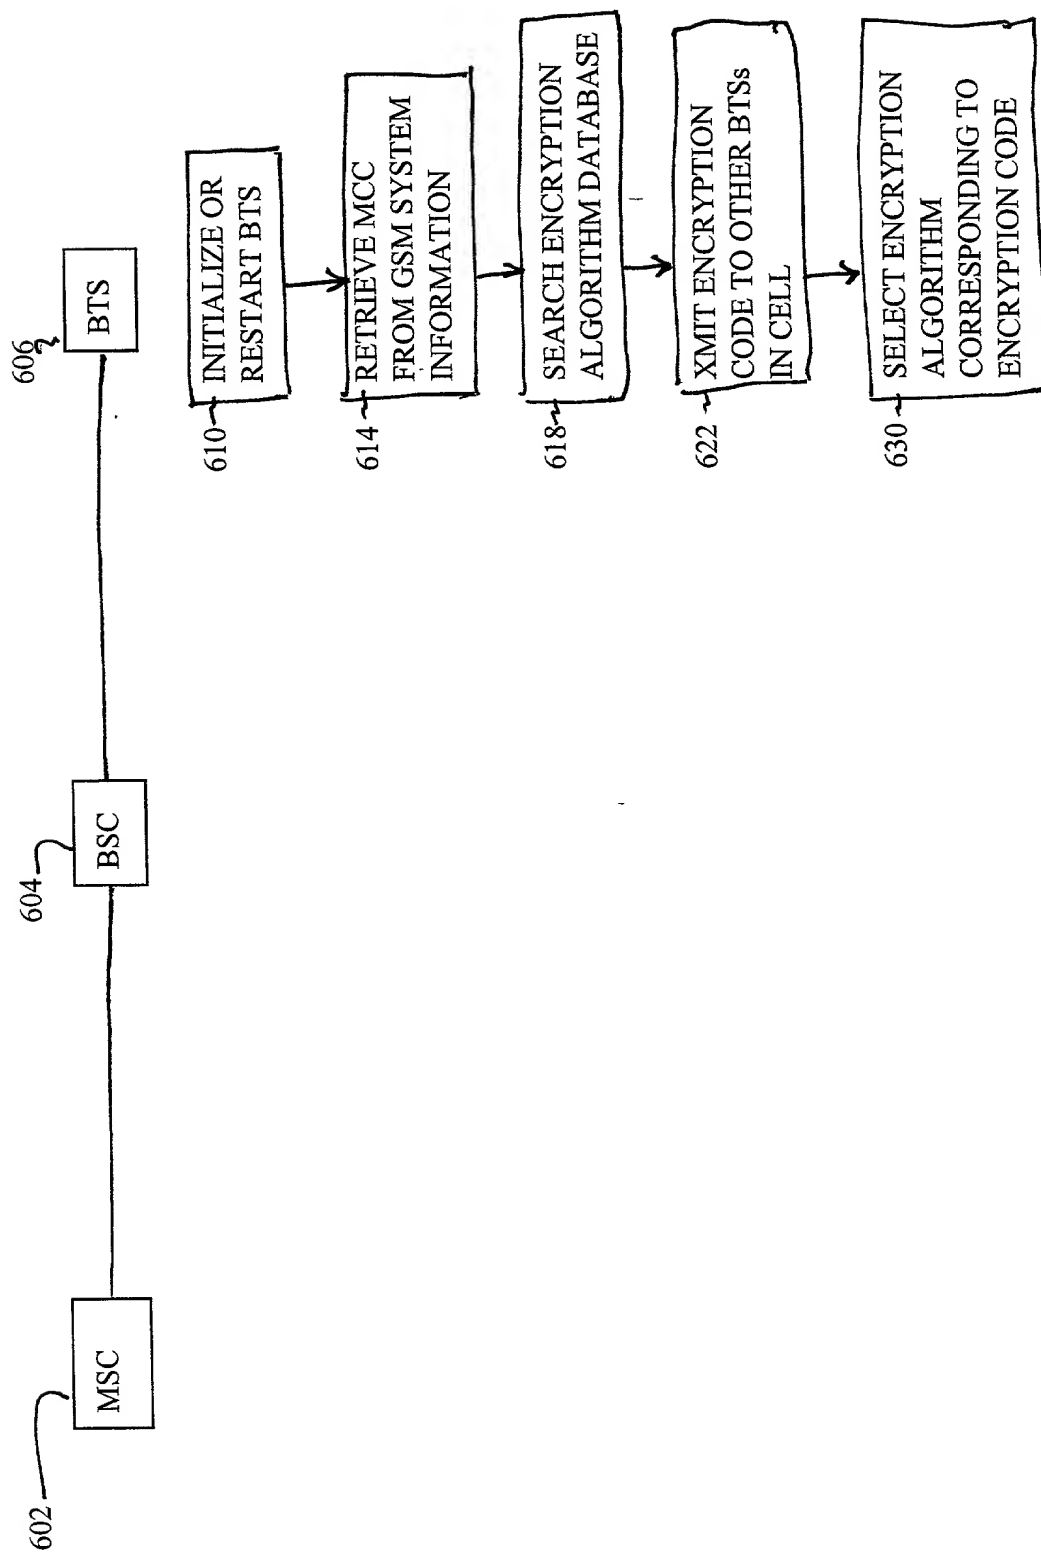 602
MSC
604
BSC
606
BTS
610
INITIALIZE OR
RESTART BTS
614
RETRIEVE MCC
FROM GSM SYSTEM
INFORMATION
618
SEARCH ENCRYPTION
ALGORITHM DATABASE
622
XMIT ENCRYPTION
CODE TO OTHER BTSs
IN CELL
630
SELECT ENCRYPTION
ALGORITHM
CORRESPONDING TO
ENCRYPTION CODE